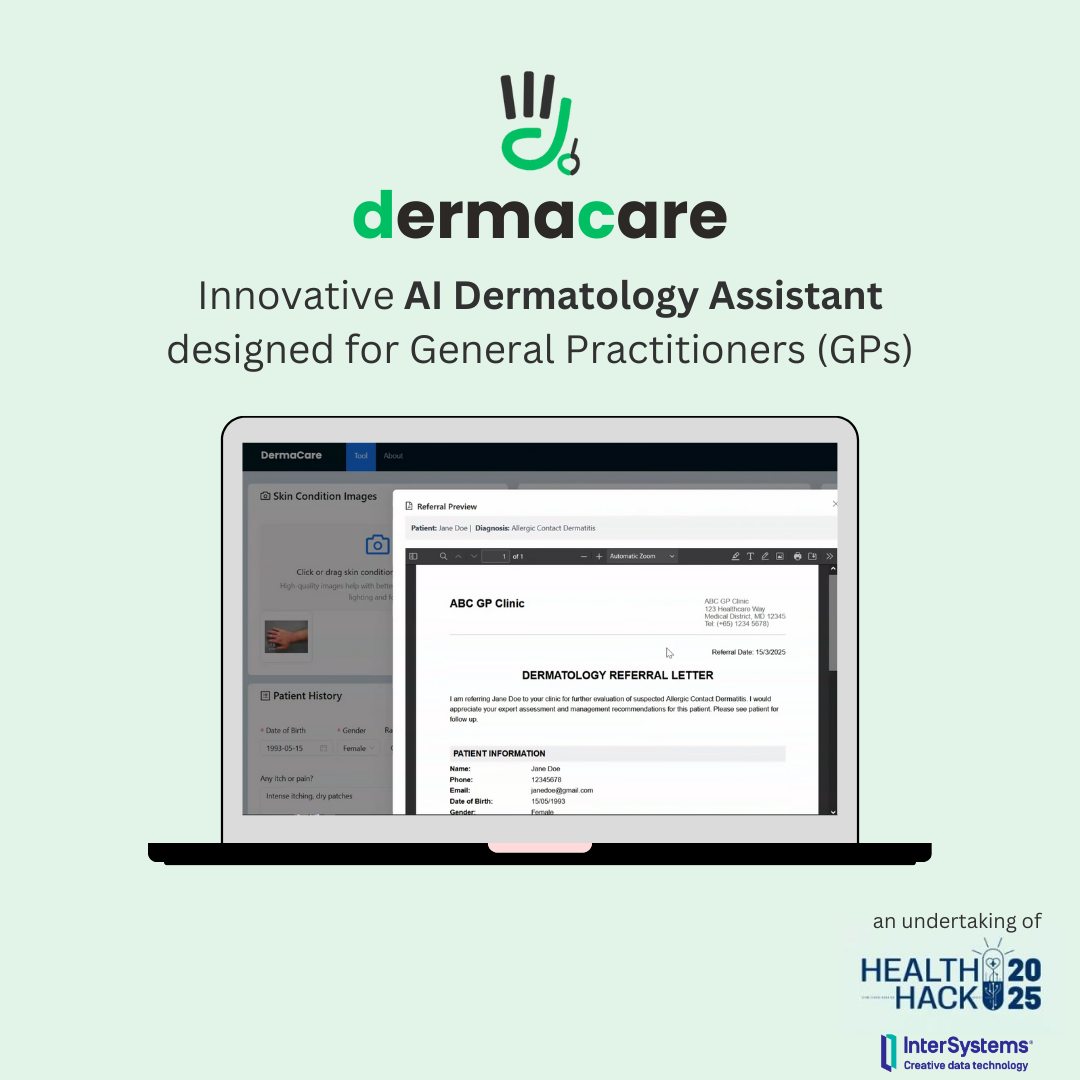 dermacare
Innovative AI Dermatology Assistant
designed for General Practitioners (GPs)
DermaCare
Tool
About
Skin Condition Images
Click or drag skin condition
High-quality images help with
lighting and
Patient History
* Date of Birth
* Gender
1993-05-15
Female
Any itch or pain?
Intense itching, dry patches
Referral Preview
Patient: Jane Doe | Diagnosis: Allergic Contact Dermatitis
1 of 1
Automatic Zoom
ABC GP Clinic
ABC GP Clinic
123 Healthcare Way
Medical District, MD 12345
Tel: (+65) 1234 5678)
Referral Date: 15/3/2025
DERMATOLOGY REFERRAL LETTER
I am referring Jane Doe to your clinic for further evaluation of suspected Allergic Contact Dermatitis. I would
appreciate your expert assessment and management recommendations for this patient. Please see patient for
follow up.
PATIENT INFORMATION
Name: Jane Doe
Phone: 12345678
Email: janedoe@gmail.com
Date of Birth: 15/05/1993
Gender: Female
an undertaking of
HEALTH 20
HACK 25
InterSystems®
Creative data technology